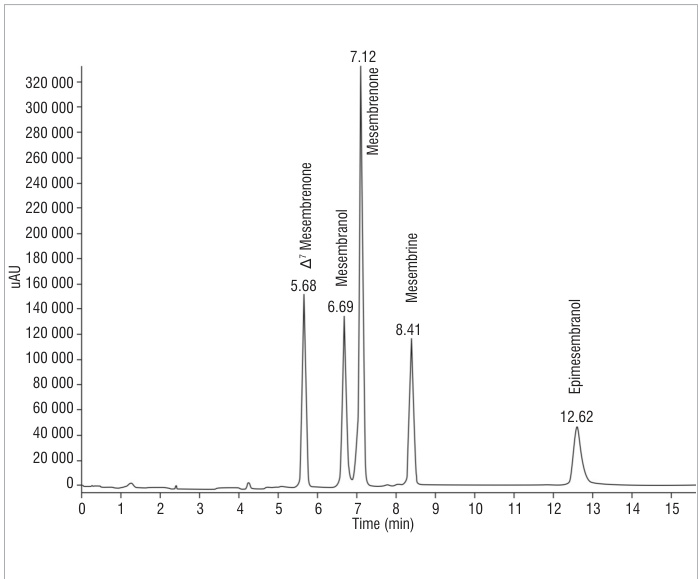 7.12
Mesembrenone
Δ7 Mesembrenone
5.68
Mesembranol
6.69
Mesembrine
8.41
Epimesembranol
12.62
uAU
320 000
300 000
280 000
260 000
240 000
220 000
200 000
180 000
160 000
140 000
120 000
100 000
80 000
60 000
40 000
20 000
0
0 1 2 3 4 5 6 7 8 9 10 11 12 13 14 15
Time (min)